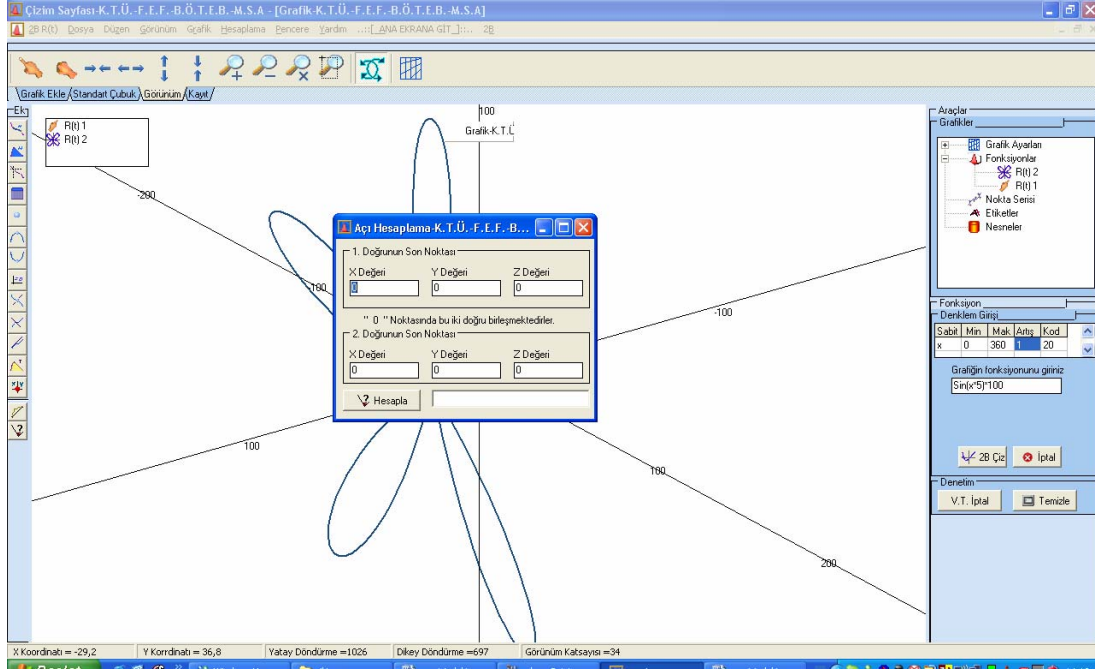 Çizim Sayfası-K.T.Ü.-F.E.F.-B.Ö.T.E.B.-M.S.A - [Grafik-K.T.Ü.-F.E.F.-B.Ö.T.E.B.-M.S.A]
2B R(t) Dosya Düzen Görünüm Grafik Hesaplama Pencere Yardım ..::[_ANA EKRANA GİT_]::.. 2B
Grafik Ekle Standart Çubuk Görünüm Kayıt
Ek
R(t) 1
R(t) 2
100
Grafik-K.T.Ü
-200
-100
-100
100
100
200
Açı Hesaplama-K.T.Ü.-F.E.F.-B...
1. Doğrunun Son Noktası
X Değeri Y Değeri Z Değeri
0 0 0
" 0 " Noktasında bu iki doğru birleşmektedirler.
2. Doğrunun Son Noktası
X Değeri Y Değeri Z Değeri
0 0 0
Hesapla
Araçlar
Grafikler
Grafik Ayarları
Fonksiyonlar
R(t) 2
R(t) 1
Nokta Serisi
Etiketler
Nesneler
Fonksiyon
Denklem Girişi
Sabit Min Mak Artış Kod
x 0 360 1 20
Grafiğin fonksiyonunu giriniz
Sin(x*5)*100
2B Çiz İptal
Denetim
V.T. İptal Temizle
X Koordinatı = -29,2 Y Korrdinatı = 36,8 Yatay Döndürme =1026 Dikey Döndürme =697 Görünüm Katsayısı =34